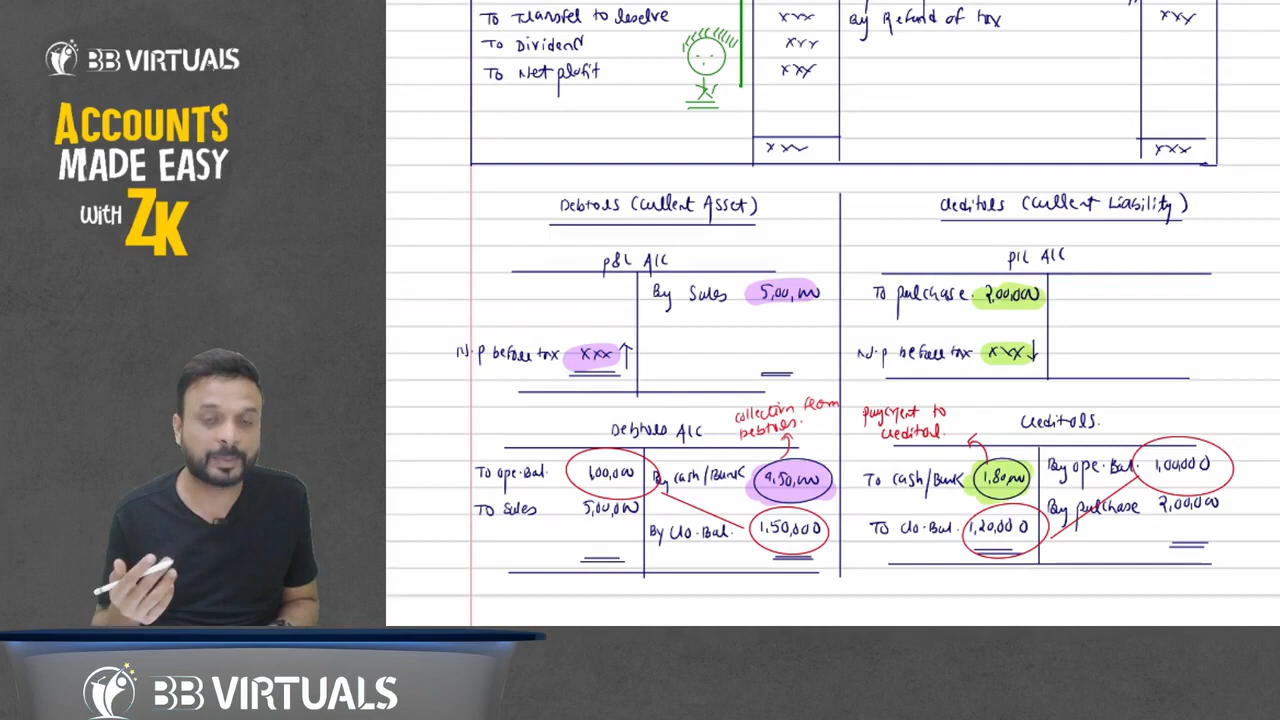 BB VIRTUALS
ACCOUNTS
MADE EASY
WITH ZK
To Transfer to Reserve xxx By Refund of tax xxx
To Dividend xxx
To Net profit xxx
xxx xxx
Debtors (Current Asset)
P&L A/C
By Sales 5,00,000
N.P before tax xxx ↑
collection from
Debtors.
Debtors A/C
To ope. Bal. 1,00,000 By cash/Bank 4,50,000
To Sales 5,00,000
By Clo. Bal. 1,50,000
Creditors (Current Liability)
P/L A/C
To purchase. 2,00,000
N.P before tax xxx ↓
payment to
creditor.
Creditors.
To cash/Bank 1,80,000 By ope. Bal. 1,00,000
By purchase 2,00,000
To Clo. Bal. 1,20,000
BB VIRTUALS